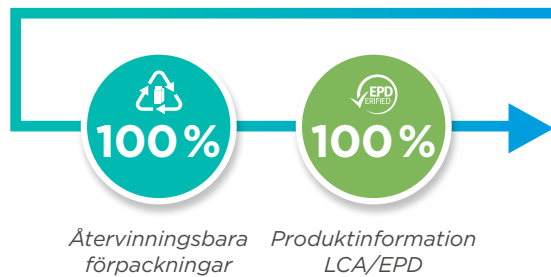 EPD
VERIFIED
100%
100%
Återvinningsbara
förpackningar
Produktinformation
LCA/EPD